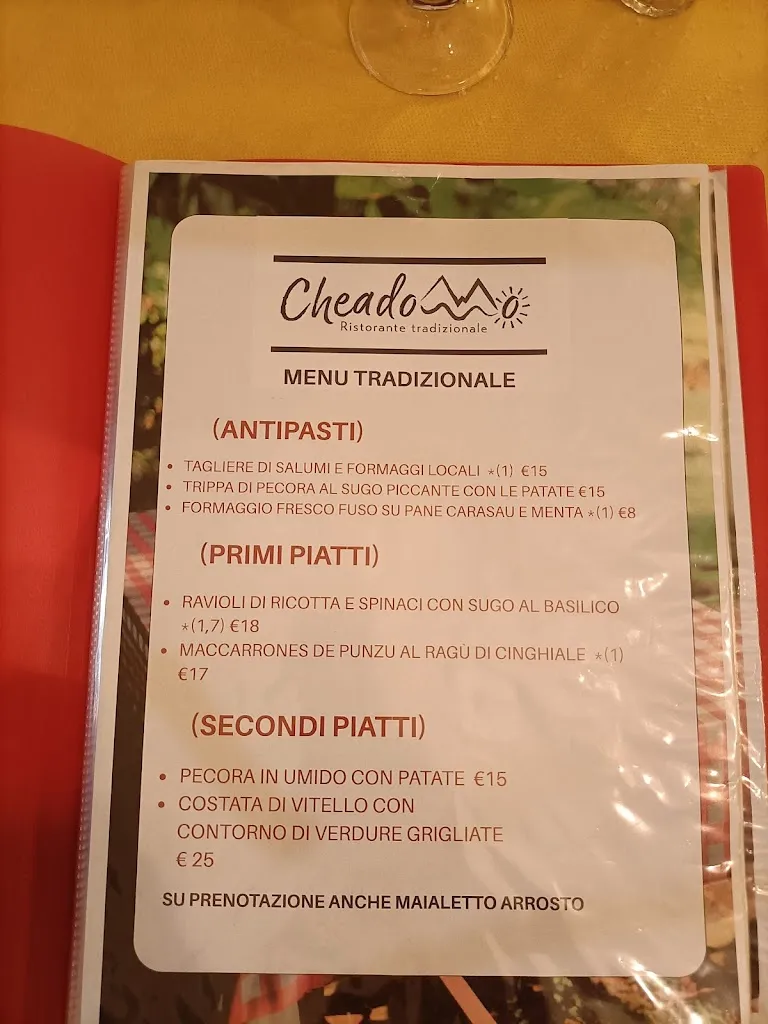 Cheadommo
Ristorante tradizionale
MENU TRADIZIONALE
(ANTIPASTI)
• TAGLIERE DI SALUMI E FORMAGGI LOCALI *(1) €15
• TRIPPA DI PECORA AL SUGO PICCANTE CON LE PATATE €15
• FORMAGGIO FRESCO FUSO SU PANE CARASAU E MENTA *(1) €8
(PRIMI PIATTI)
• RAVIOLI DI RICOTTA E SPINACI CON SUGO AL BASILICO
*(1,7) €18
• MACCARRONES DE PUNZU AL RAGÙ DI CINGHIALE *(1)
€17
(SECONDI PIATTI)
• PECORA IN UMIDO CON PATATE €15
• COSTATA DI VITELLO CON
CONTORNO DI VERDURE GRIGLIATE
€ 25
SU PRENOTAZIONE ANCHE MAIALETTO ARROSTO